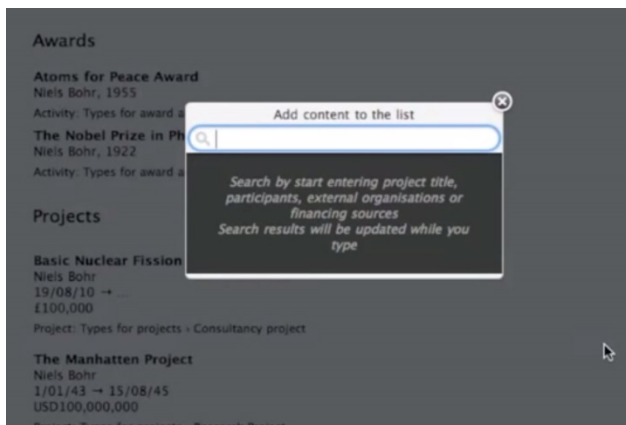 Awards
Atoms for Peace Award
Niels Bohr, 1955
Activity: Types for award a
The Nobel Prize in Ph
Niels Bohr, 1922
Activity: Types for award a
Add content to the list
Search by start entering project title,
participants, external organisations or
financing sources
Search results will be updated while you
type
Projects
Basic Nuclear Fission
Niels Bohr
19/08/10 → ...
£100,000
Project: Types for projects › Consultancy project
The Manhatten Project
Niels Bohr
1/01/43 → 15/08/45
USD100,000,000